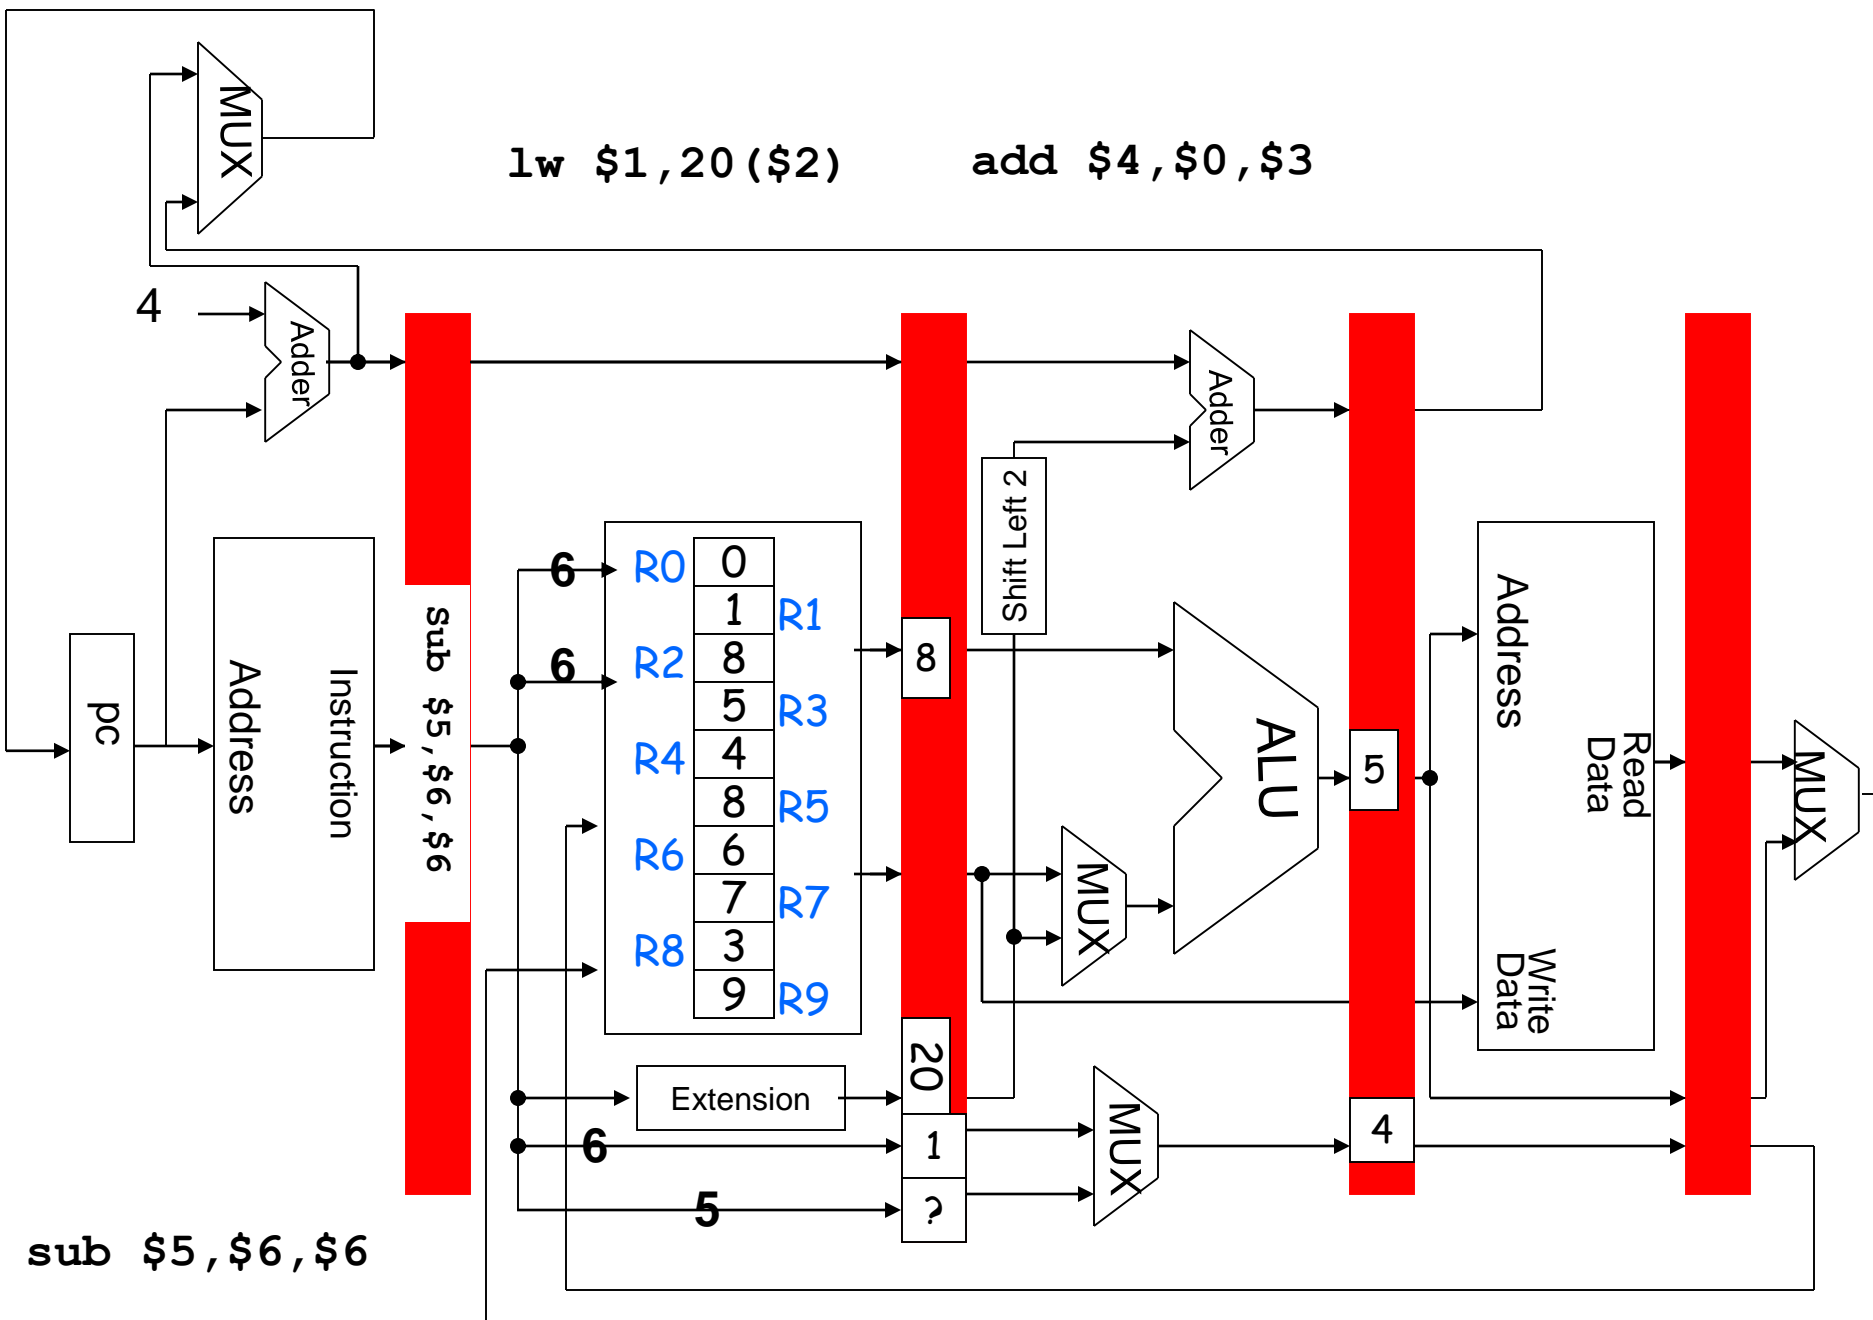 MUX
lw $1,20($2)
add $4,$0,$3
4
Adder
Adder
Shift Left 2
pc
Address
Instruction
Sub $5,$6,$6
6
6
R0 0
1 R1
R2 8
5 R3
R4 4
8 R5
R6 6
7 R7
R8 3
9 R9
8
ALU
MUX
5
Address
Read
Data
Write
Data
MUX
Extension
20
6
1
5
?
MUX
4
sub $5,$6,$6